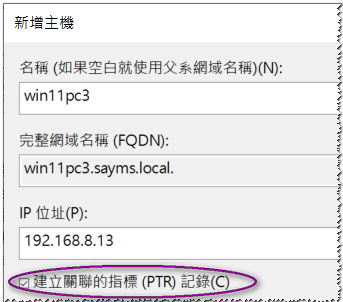 新增主機
名稱 (如果空白就使用父系網域名稱)(N):
win11pc3
完整網域名稱 (FQDN):
win11pc3.sayms.local.
IP 位址(P):
192.168.8.13
建立關聯的指標 (PTR) 記錄(C)